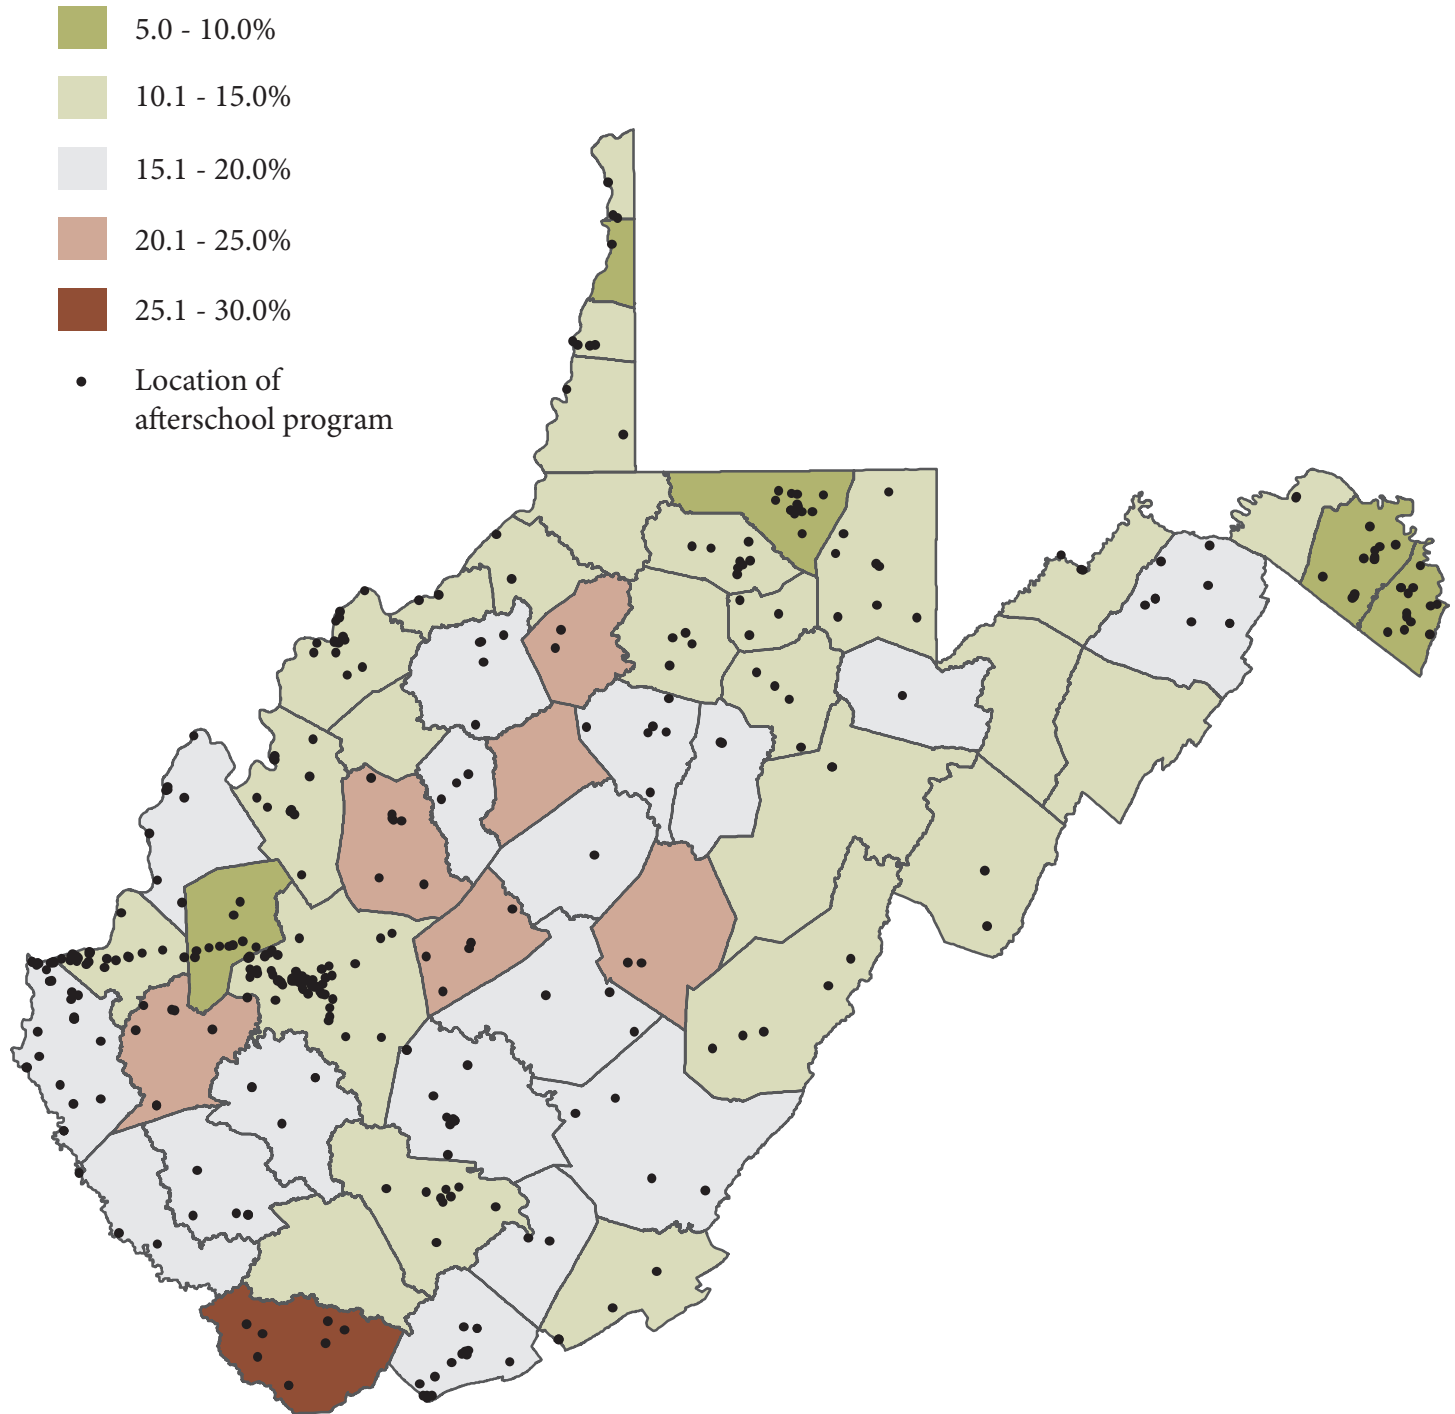 5.0 - 10.0%
10.1 - 15.0%
15.1 - 20.0%
20.1 - 25.0%
25.1 - 30.0%
Location of
afterschool program